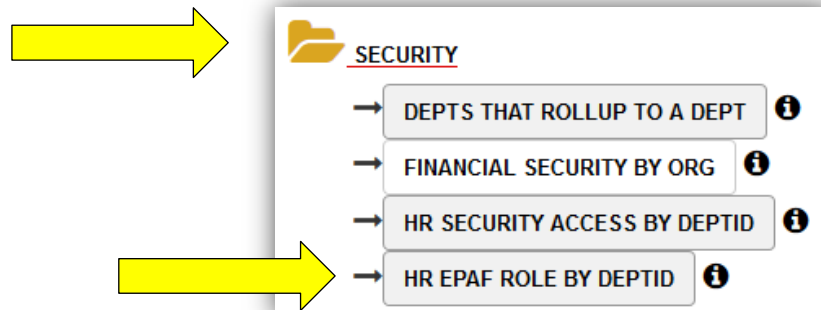 SECURITY
DEPTS THAT ROLLUP TO A DEPT
FINANCIAL SECURITY BY ORG
HR SECURITY ACCESS BY DEPTID
HR EPAF ROLE BY DEPTID